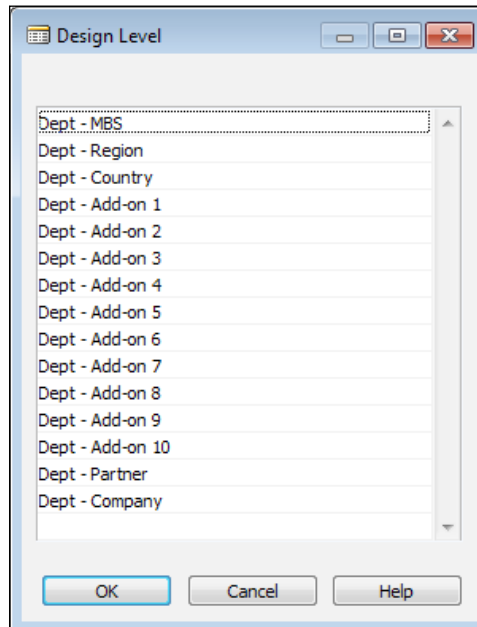 Design Level
Dept - MBS
Dept - Region
Dept - Country
Dept - Add-on 1
Dept - Add-on 2
Dept - Add-on 3
Dept - Add-on 4
Dept - Add-on 5
Dept - Add-on 6
Dept - Add-on 7
Dept - Add-on 8
Dept - Add-on 9
Dept - Add-on 10
Dept - Partner
Dept - Company
OK Cancel Help